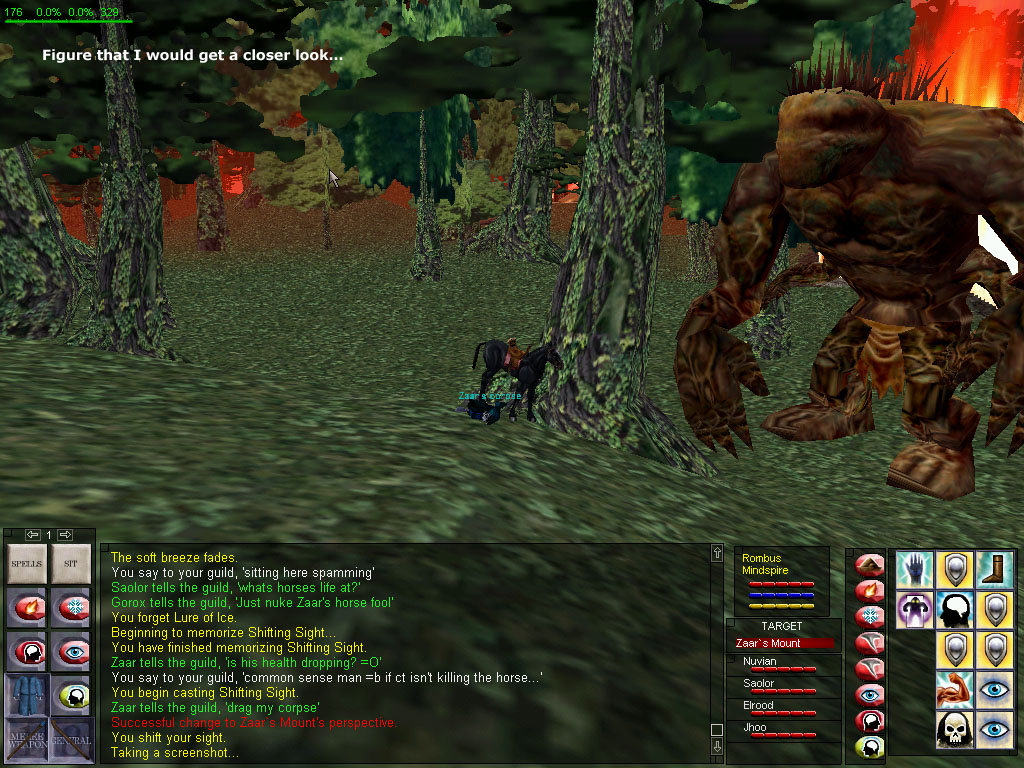 176 0.0% 0.0% 329
Figure that I would get a closer look...
Zaar's corpse
1
SPELLS SIT
MELEE WEAPON GENERAL
The soft breeze fades.
You say to your guild, 'sitting here spamming'
Saolor tells the guild, 'whats horses life at?'
Gorox tells the guild, 'Just nuke Zaar's horse fool'
You forget Lure of Ice.
Beginning to memorize Shifting Sight...
You have finished memorizing Shifting Sight.
Zaar tells the guild, 'is his health dropping? =O'
You say to your guild, 'common sense man =b if ct isn't killing the horse...'
You begin casting Shifting Sight.
Zaar tells the guild, 'drag my corpse'
Successful change to Zaar's Mount's perspective.
You shift your sight.
Taking a screenshot...
Rombus
Mindspire
TARGET
Zaar`s Mount
Nuvian
Saolor
Elrood
Jhoo